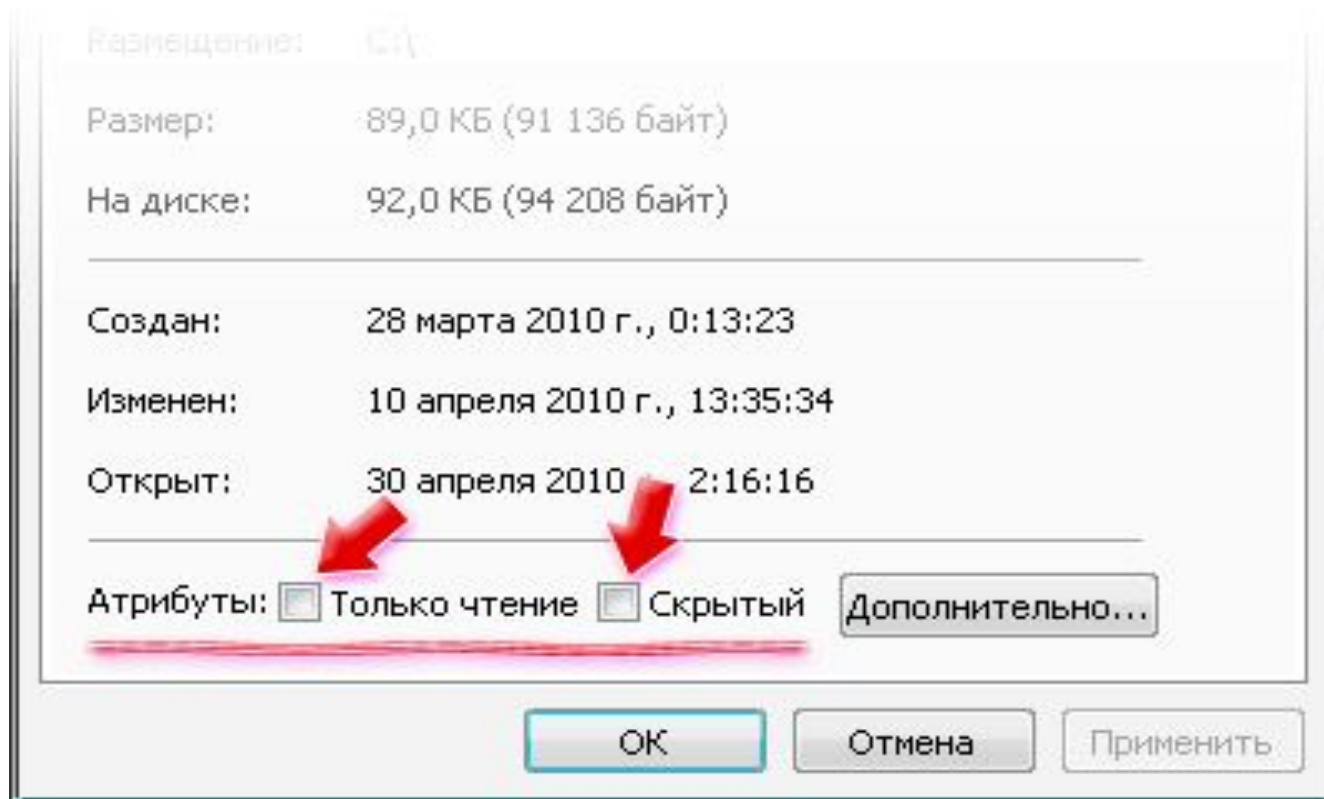 Размещение: C:\
Размер: 89,0 КБ (91 136 байт)
На диске: 92,0 КБ (94 208 байт)
Создан: 28 марта 2010 г., 0:13:23
Изменен: 10 апреля 2010 г., 13:35:34
Открыт: 30 апреля 2010 2:16:16
Атрибуты: Только чтение Скрытый Дополнительно...
ОК Отмена Применить